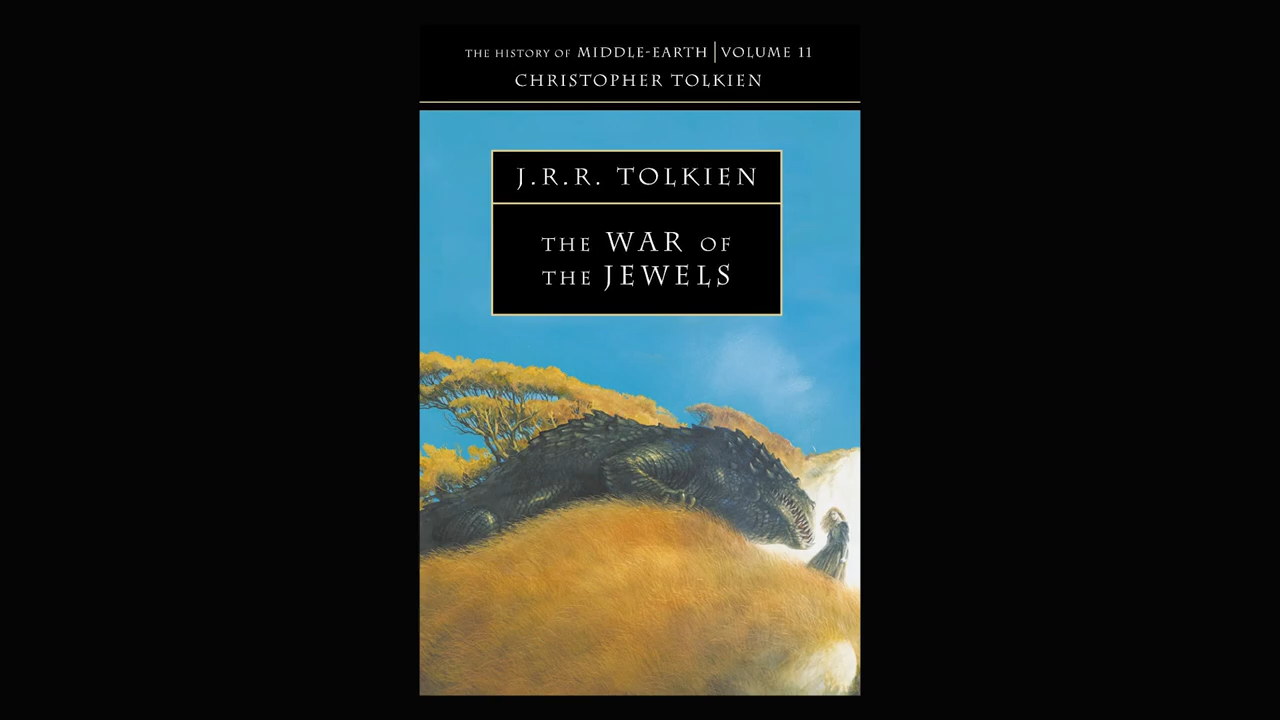 THE HISTORY OF MIDDLE-EARTH | VOLUME 11
CHRISTOPHER TOLKIEN
J.R.R. TOLKIEN
THE WAR OF
THE JEWELS